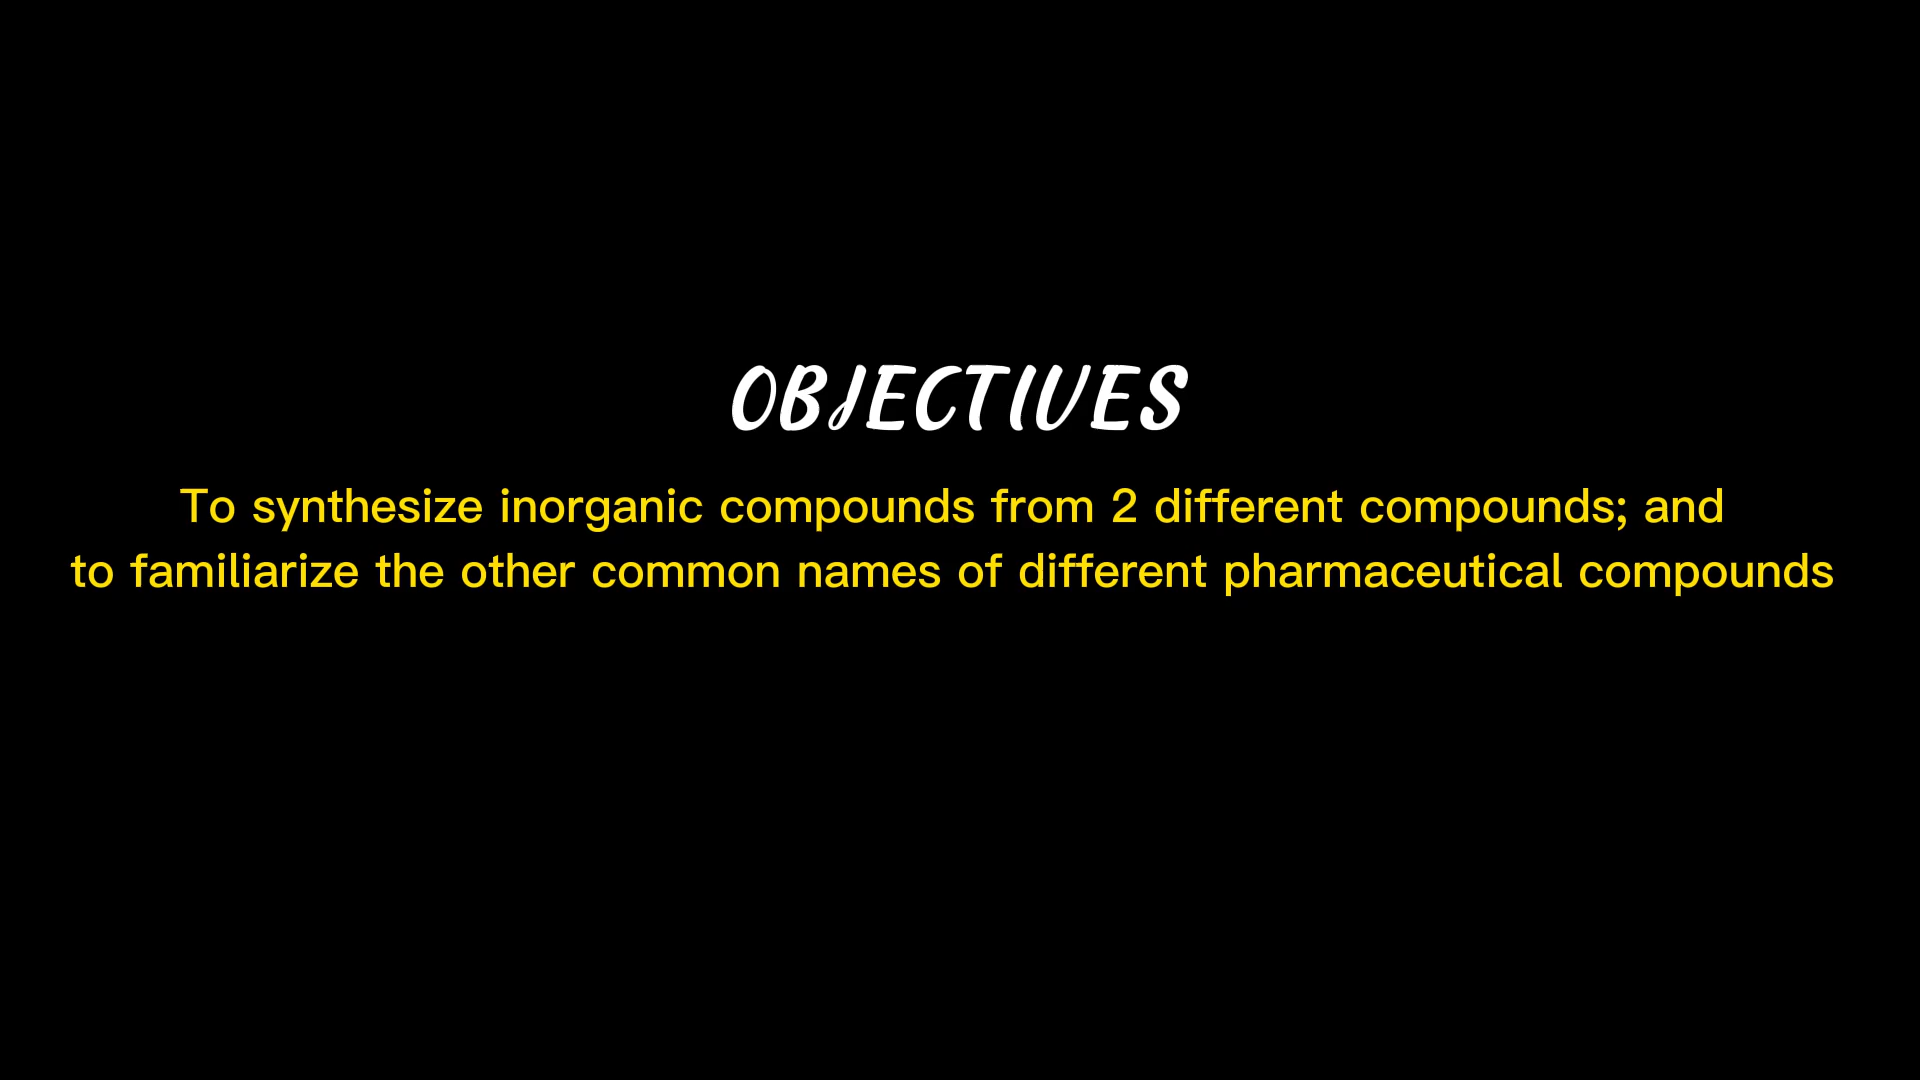 OBJECTIVES
To synthesize inorganic compounds from 2 different compounds; and
to familiarize the other common names of different pharmaceutical compounds